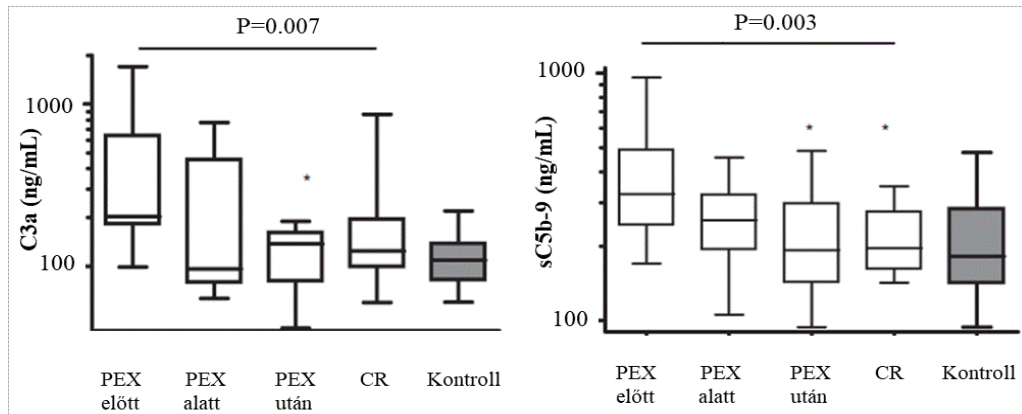 P=0.007
C3a (ng/mL)
1000
100
*
PEX előtt
PEX alatt
PEX után
CR
Kontroll
P=0.003
sC5b-9 (ng/mL)
1000
100
*
*
PEX előtt
PEX alatt
PEX után
CR
Kontroll